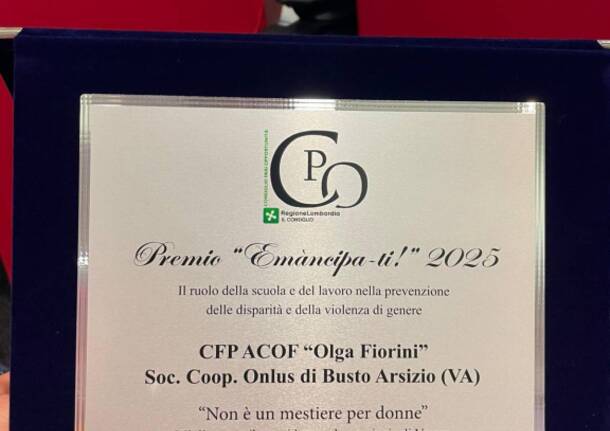 CPO
CONSIGLIO PARI OPPORTUNITÀ
RegioneLombardia
IL CONSIGLIO
Premio "Emàncipa-ti!" 2025
Il ruolo della scuola e del lavoro nella prevenzione
delle disparità e della violenza di genere
CFP ACOF "Olga Fiorini"
Soc. Coop. Onlus di Busto Arsizio (VA)
"Non è un mestiere per donne"